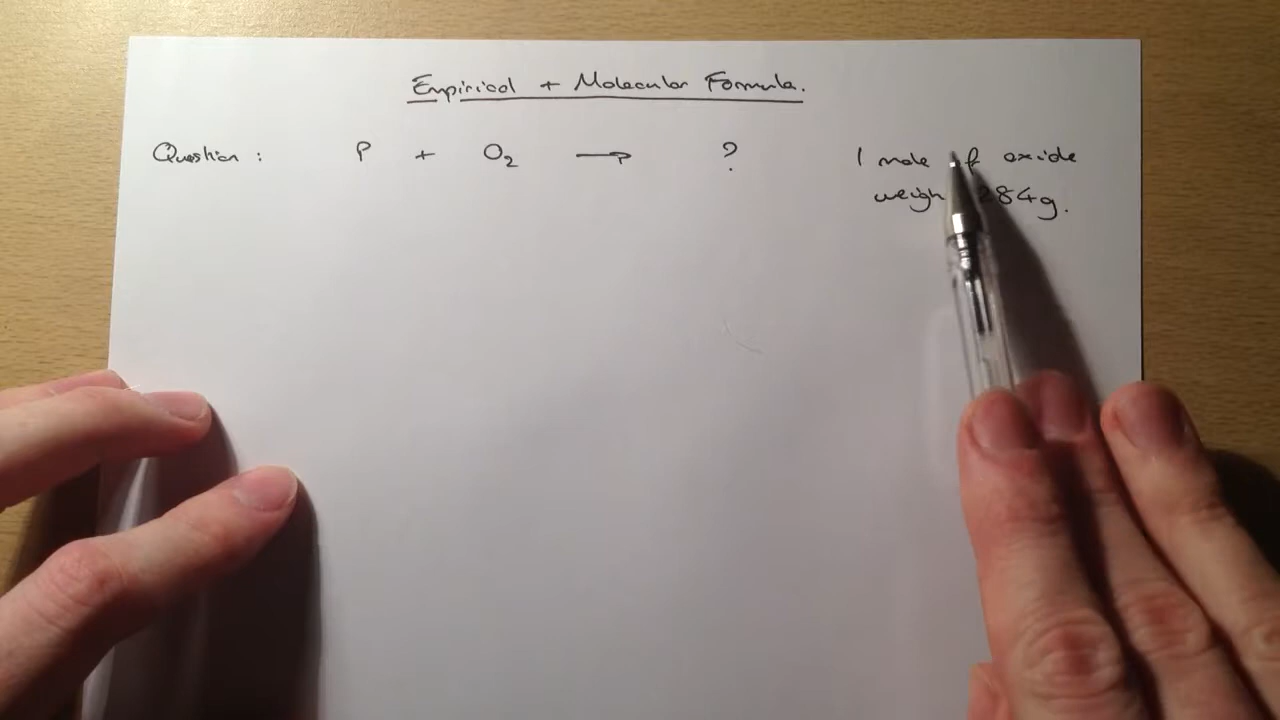 Empirical + Molecular Formula.
Question : P + O₂ → ? 1 mole of oxide
weigh 284g.